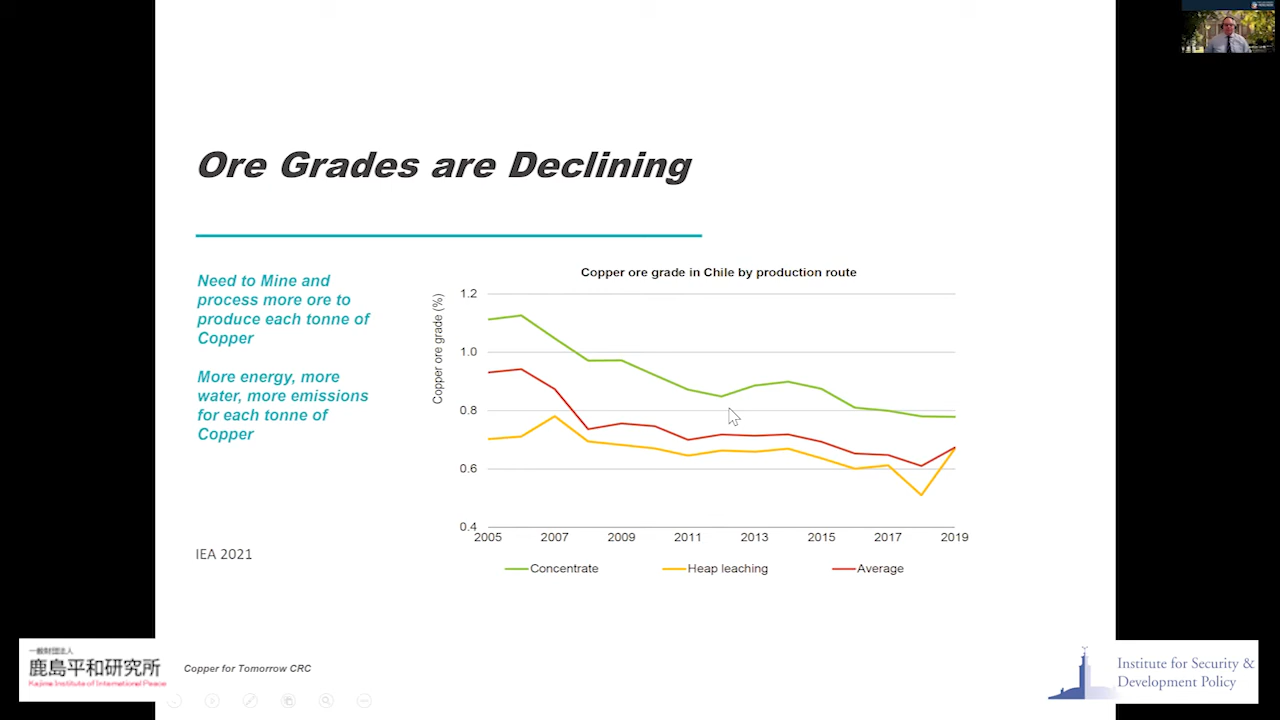 Ore Grades are Declining
Need to Mine and
process more ore to
produce each tonne of
Copper
More energy, more
water, more emissions
for each tonne of
Copper
IEA 2021
Copper ore grade in Chile by production route
Copper ore grade (%)
1.2
1.0
0.8
0.6
0.4
2005 2007 2009 2011 2013 2015 2017 2019
Concentrate Heap leaching Average
一般財団法人
鹿島平和研究所
Kajima Institute of International Peace
Copper for Tomorrow CRC
Institute for Security &
Development Policy